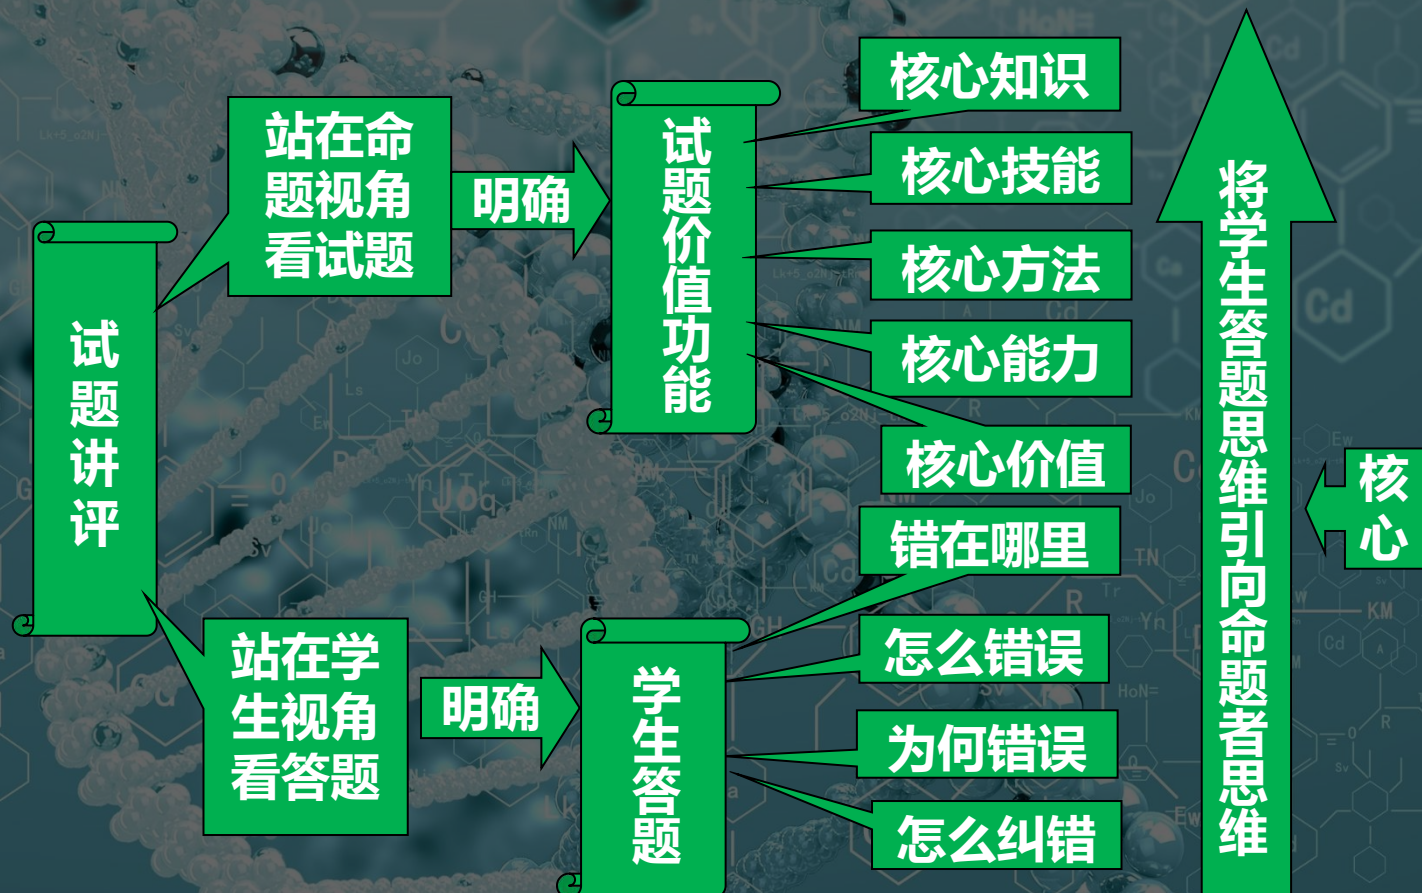 试题讲评
站在命
题视角
看试题
明确
试题价值功能
核心知识
核心技能
核心方法
核心能力
核心价值
站在学
生视角
看答题
明确
学生答题
错在哪里
怎么错误
为何错误
怎么纠错
将学生答题思维引向命题者思维
核
心